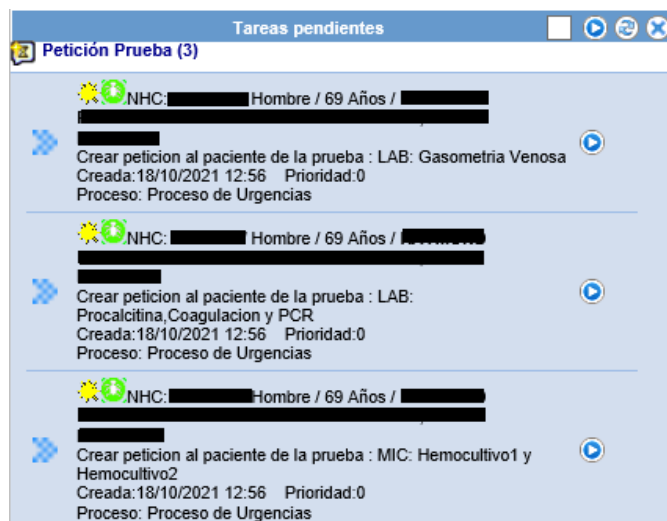 Tareas pendientes
Petición Prueba (3)
NHC: Hombre / 69 Años /
Crear peticion al paciente de la prueba : LAB: Gasometria Venosa
Creada:18/10/2021 12:56 Prioridad:0
Proceso: Proceso de Urgencias
NHC: Hombre / 69 Años /
Crear peticion al paciente de la prueba : LAB:
Procalcitina,Coagulacion y PCR
Creada:18/10/2021 12:56 Prioridad:0
Proceso: Proceso de Urgencias
NHC: Hombre / 69 Años /
Crear peticion al paciente de la prueba : MIC: Hemocultivo1 y
Hemocultivo2
Creada:18/10/2021 12:56 Prioridad:0
Proceso: Proceso de Urgencias